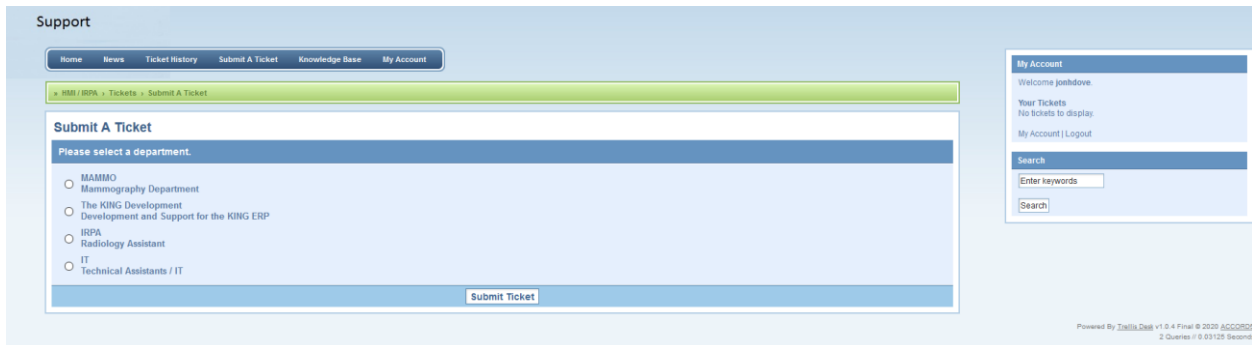 Support
Home News Ticket History Submit A Ticket Knowledge Base My Account
» HMI / IRPA › Tickets › Submit A Ticket
Submit A Ticket
Please select a department.
MAMMO
Mammography Department
The KING Development
Development and Support for the KING ERP
IRPA
Radiology Assistant
IT
Technical Assistants / IT
Submit Ticket
My Account
Welcome jonhdove.
Your Tickets
No tickets to display.
My Account | Logout
Search
Enter keywords
Search
Powered By Trellis Desk v1.0.4 Final © 2020 ACCORD5
2 Queries // 0.03125 Second